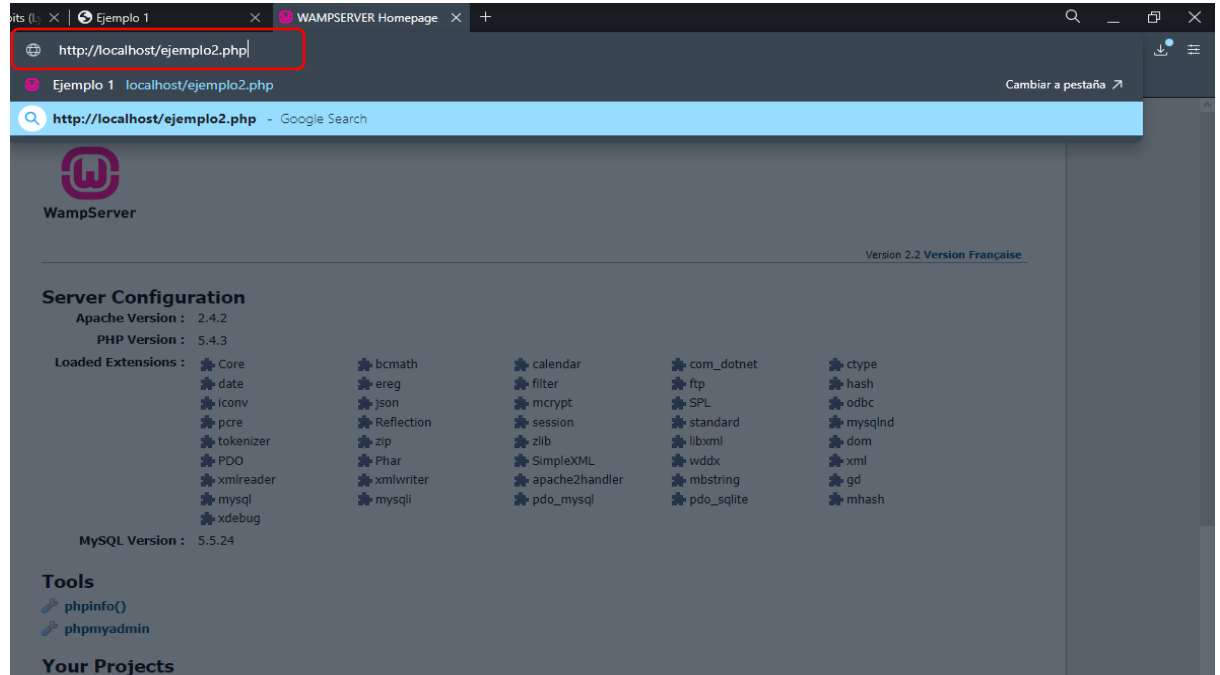 bits (L Ejemplo 1 WAMPSERVER Homepage
http://localhost/ejemplo2.php
Ejemplo 1 localhost/ejemplo2.php Cambiar a pestaña
http://localhost/ejemplo2.php - Google Search
WampServer
Version 2.2 Version Française
Server Configuration
Apache Version : 2.4.2
PHP Version : 5.4.3
Loaded Extensions : Core bcmath calendar com_dotnet ctype
date ereg filter ftp hash
iconv json mcrypt SPL odbc
pcre Reflection session standard mysqlnd
tokenizer zip zlib libxml dom
PDO Phar SimpleXML wddx xml
xmlreader xmlwriter apache2handler mbstring gd
mysql mysqli pdo_mysql pdo_sqlite mhash
xdebug
MySQL Version : 5.5.24
Tools
phpinfo()
phpmyadmin
Your Projects